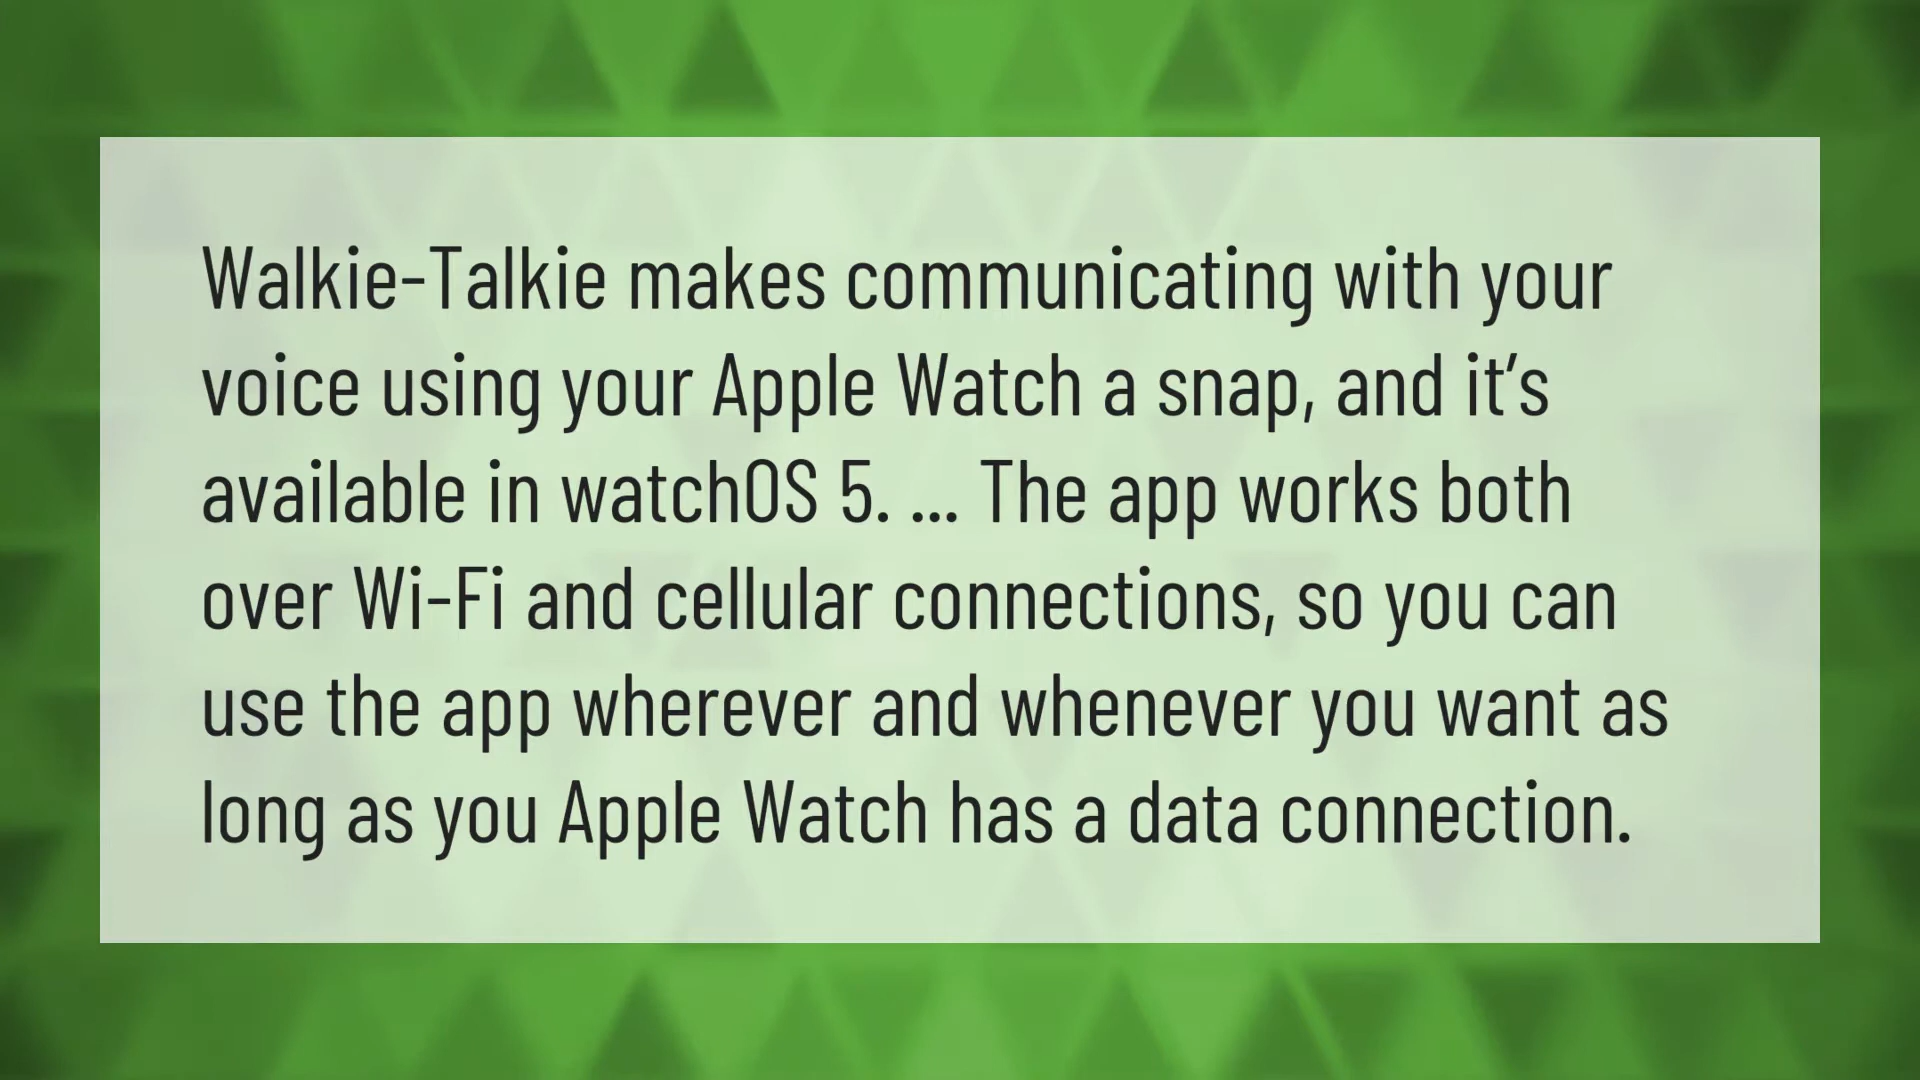 Walkie-Talkie makes communicating with your
voice using your Apple Watch a snap, and it’s
available in watchOS 5. ... The app works both
over Wi-Fi and cellular connections, so you can
use the app wherever and whenever you want as
long as you Apple Watch has a data connection.